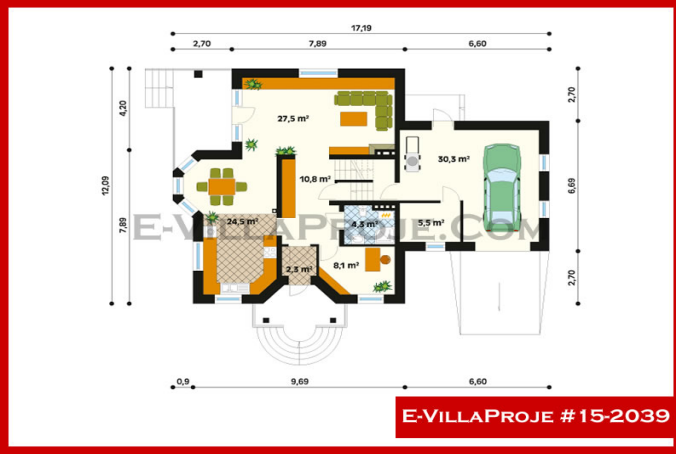 17,19
2,70 7,89 6,60
4,20
12,09
7,89
2,70
6,69
2,70
27,5 m²
30,3 m²
10,8 m²
24,5 m²
4,3 m²
5,5 m²
E-VillaProje.Com
2,3 m²
8,1 m²
0,9 9,69 6,60
E-VillaProje #15-2039